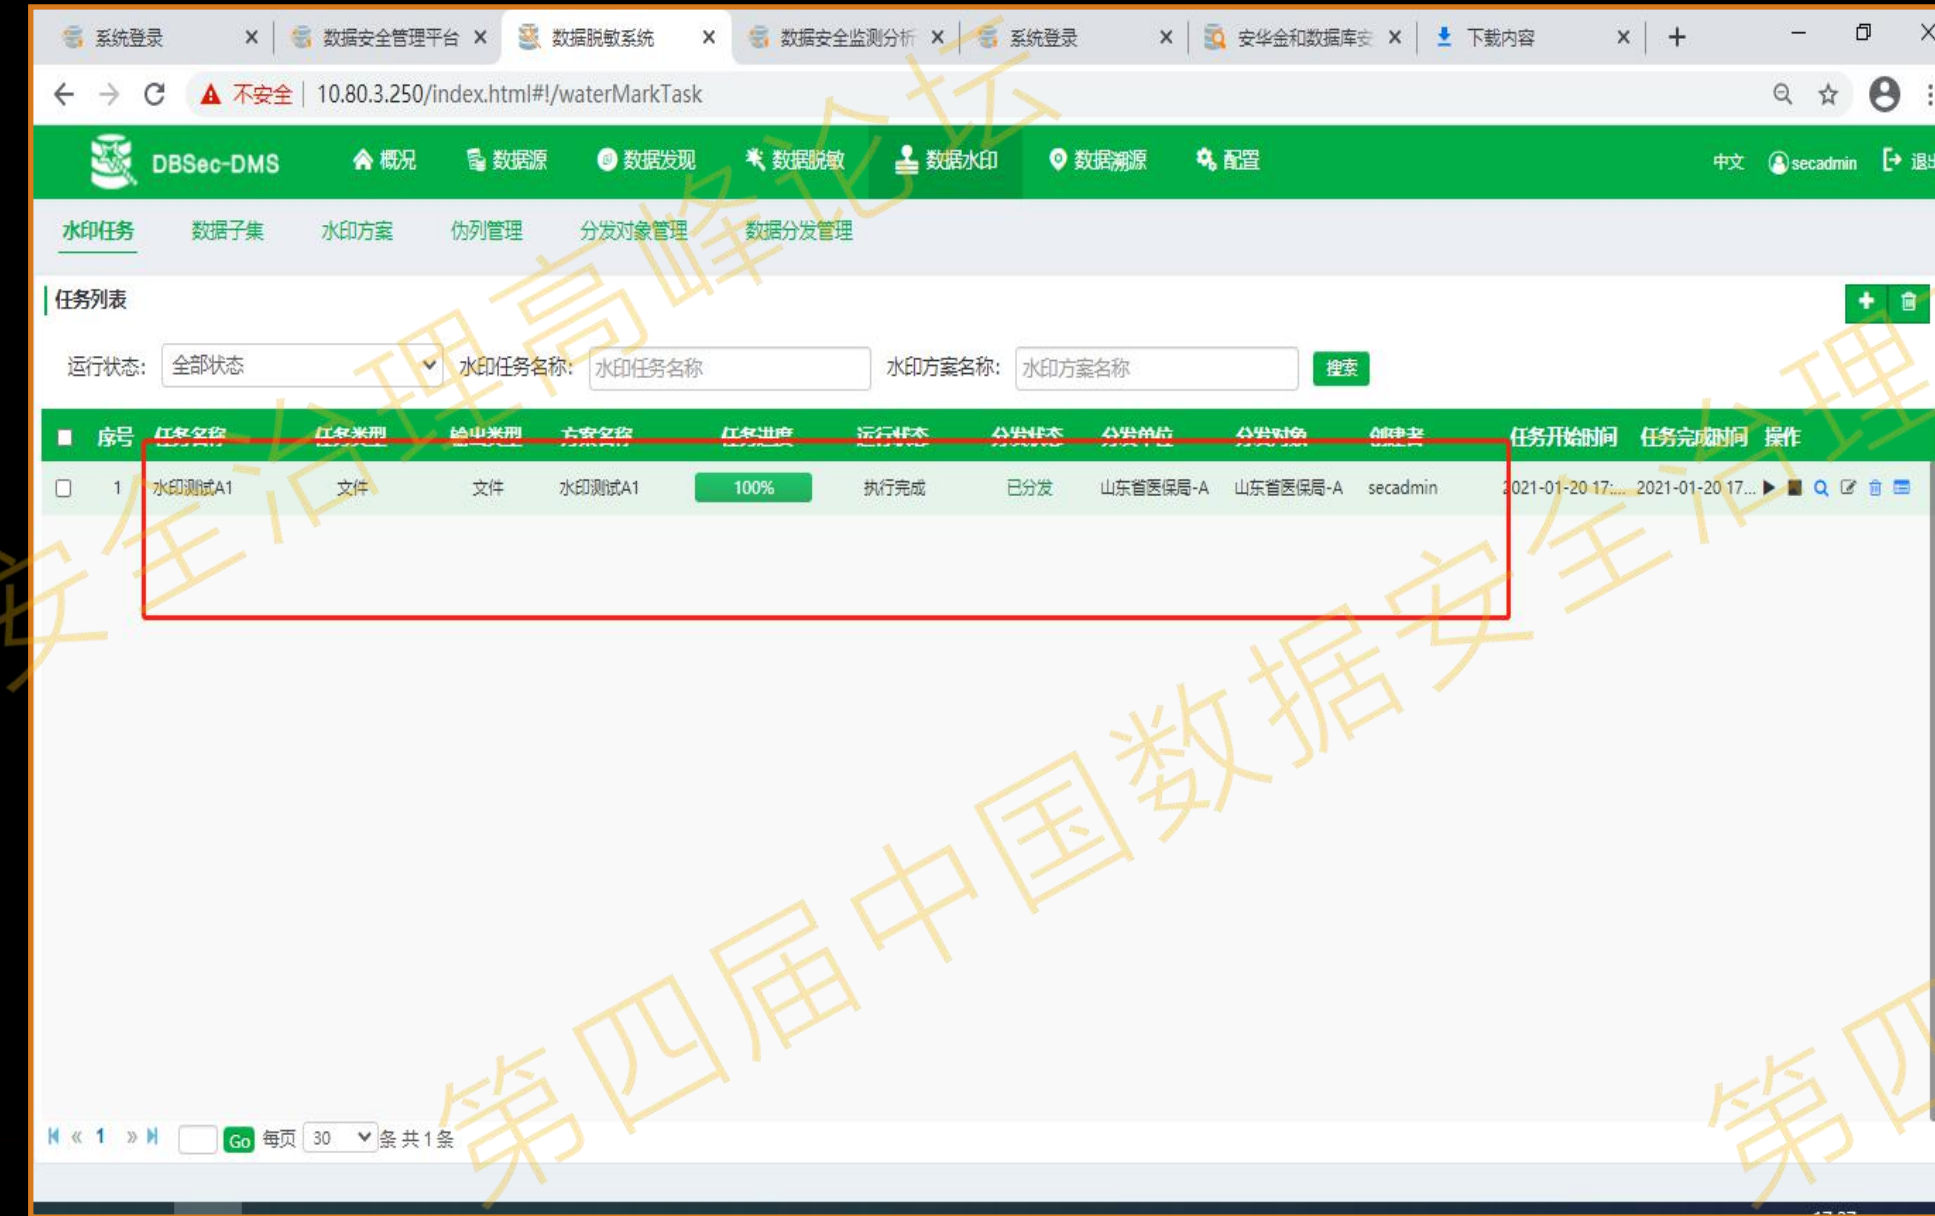 系统登录 数据安全管理平台 数据脱敏系统 数据安全监测分析 系统登录 安华金和数据库安 下载内容
不安全 10.80.3.250/index.html#!/waterMarkTask
DBSec-DMS 概况 数据源 数据发现 数据脱敏 数据水印 数据溯源 配置 中文 secadmin 退出
水印任务 数据子集 水印方案 伪列管理 分发对象管理 数据分发管理
任务列表
运行状态: 全部状态 水印任务名称: 水印任务名称 水印方案名称: 水印方案名称 搜索
序号 任务名称 任务类型 输出类型 方案名称 任务进度 运行状态 分发状态 分发单位 分发对象 创建者 任务开始时间 任务完成时间 操作
1 水印测试A1 文件 文件 水印测试A1 100% 执行完成 已分发 山东省医保局-A 山东省医保局-A secadmin 2021-01-20 17:... 2021-01-20 17...
« 1 » Go 每页 30 条 共 1 条
第四届中国数据安全治理高峰论坛